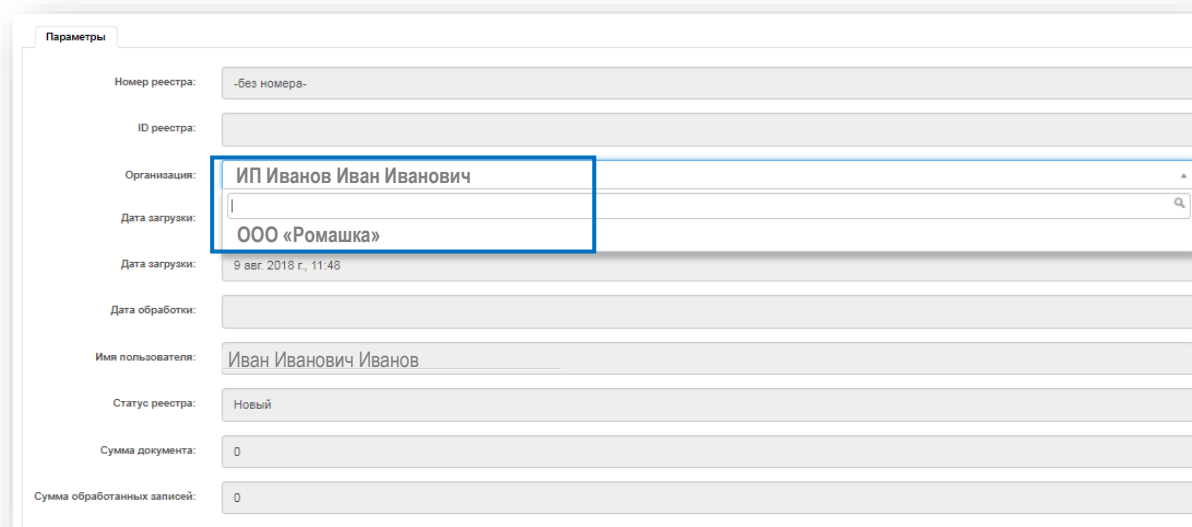 Параметры
Номер реестра: -без номера-
ID реестра:
Организация: ИП Иванов Иван Иванович
Дата загрузки:
ООО «Ромашка»
Дата загрузки: 9 авг. 2018 г., 11:48
Дата обработки:
Имя пользователя: Иван Иванович Иванов
Статус реестра: Новый
Сумма документа: 0
Сумма обработанных записей: 0